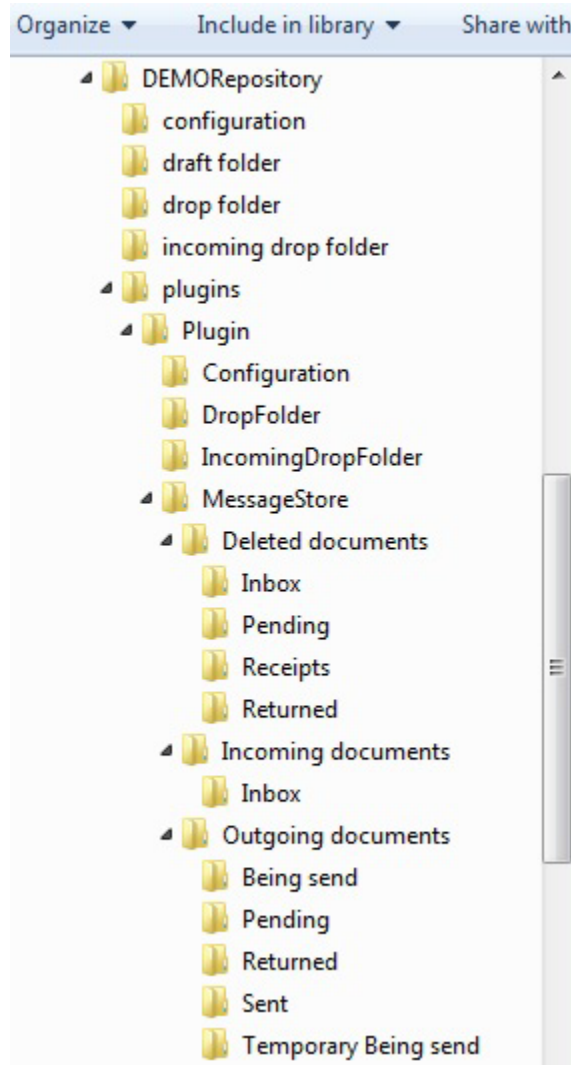 Organize Include in library Share with
DEMORepository
configuration
draft folder
drop folder
incoming drop folder
plugins
Plugin
Configuration
DropFolder
IncomingDropFolder
MessageStore
Deleted documents
Inbox
Pending
Receipts
Returned
Incoming documents
Inbox
Outgoing documents
Being send
Pending
Returned
Sent
Temporary Being send